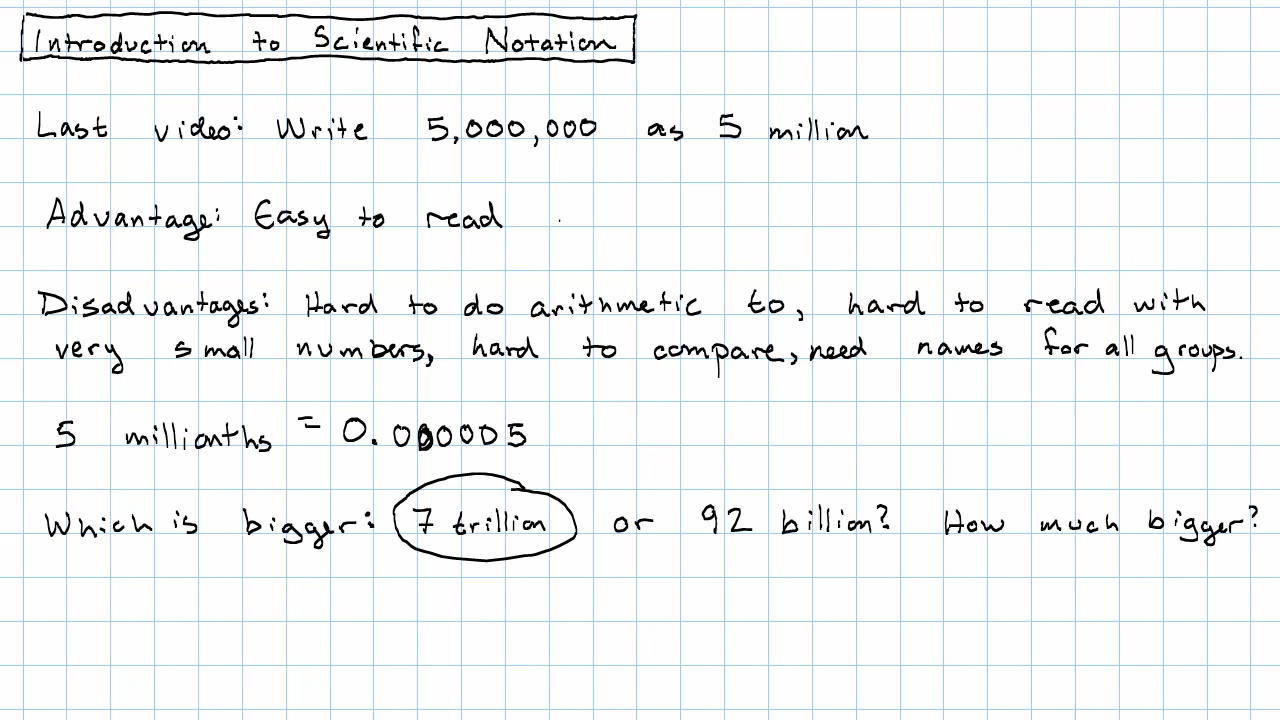 Introduction to Scientific Notation
Last video: Write 5,000,000 as 5 million
Advantage: Easy to read
Disadvantages: Hard to do arithmetic to, hard to read with
very small numbers, hard to compare, need names for all groups.
5 millionths = 0.000005
Which is bigger: 7 trillion or 92 billion? How much bigger?